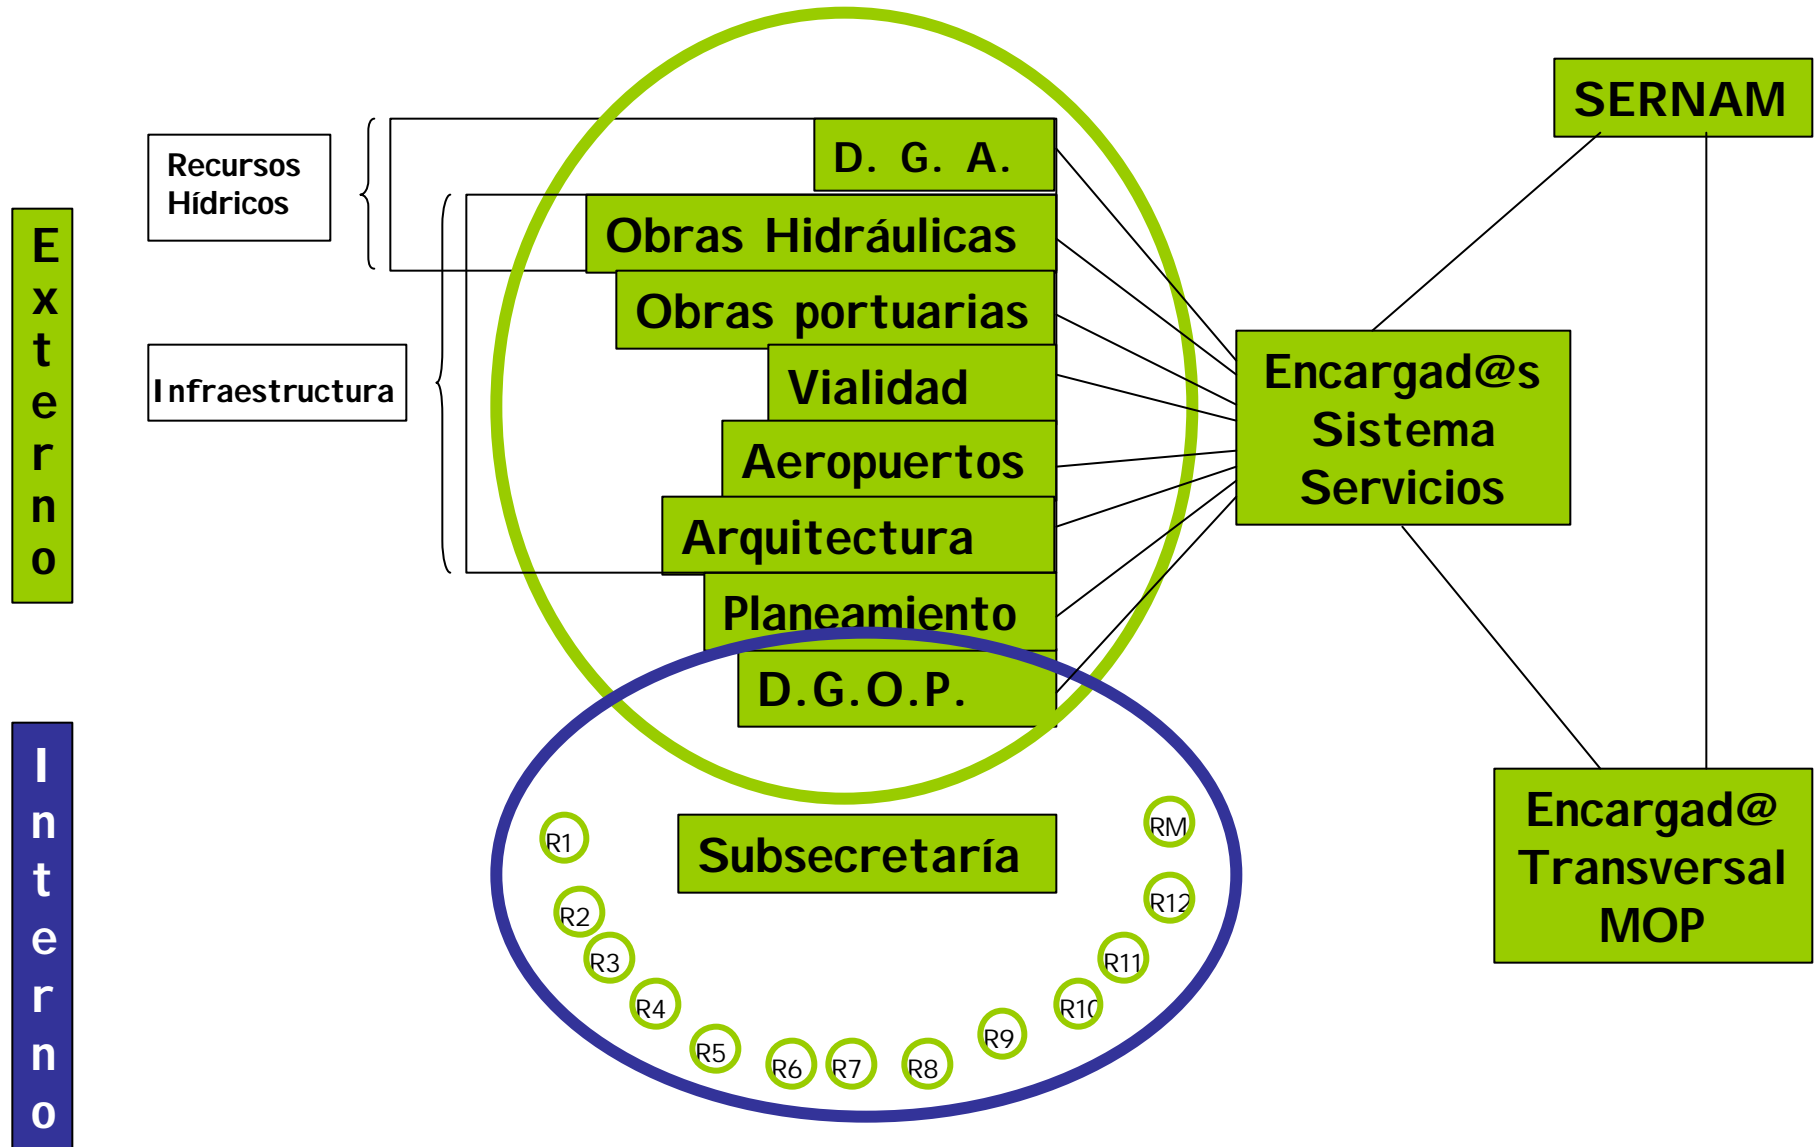 SERNAM
D. G. A.
Recursos
Hídricos
Obras Hidráulicas
Externo
Obras portuarias
Infraestructura
Vialidad
Encargad@s
Sistema
Servicios
Aeropuertos
Arquitectura
Planeamiento
D.G.O.P.
Interno
Subsecretaría
Encargad@
Transversal
MOP
R1
R2
R3
R4
R5
R6
R7
R8
R9
R10
R11
R12
RM